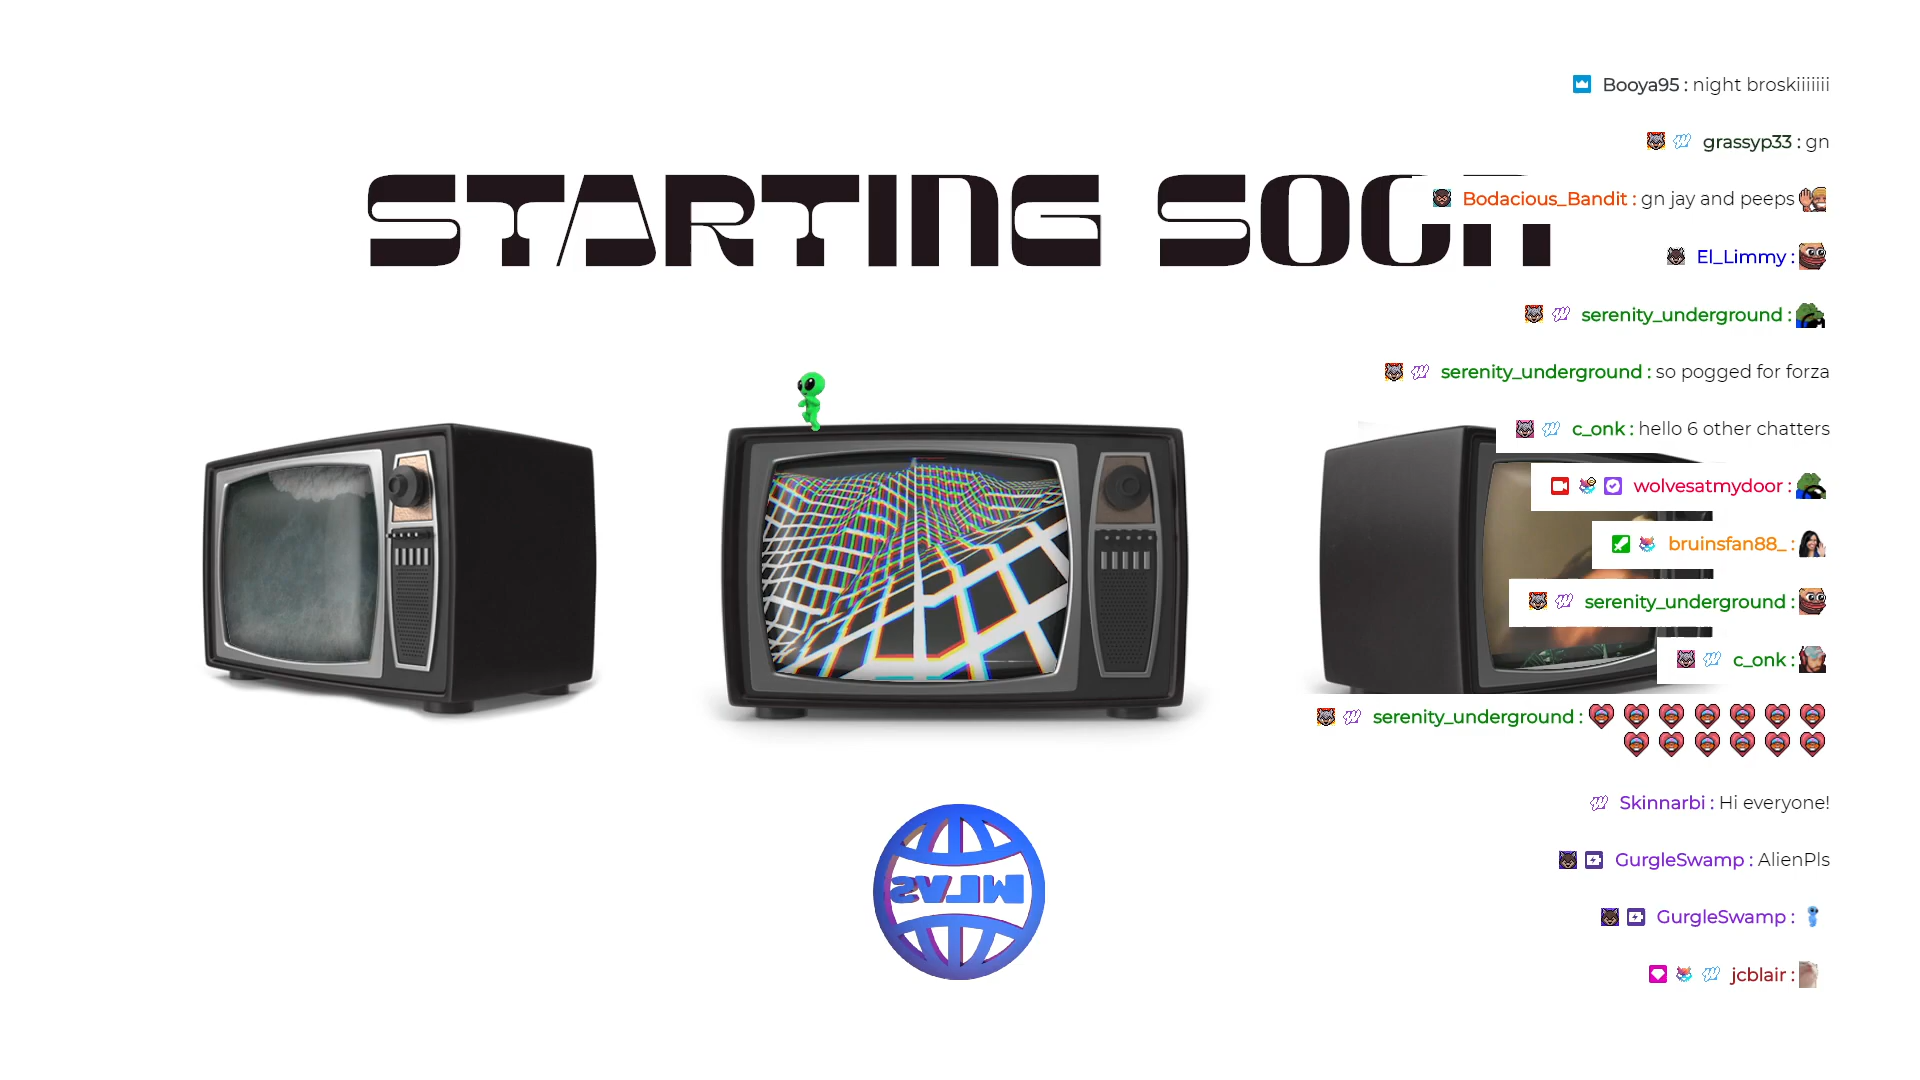 STARTING SOON
Booya95 : night broskiiiiiii
grassyp33 : gn
Bodacious_Bandit : gn jay and peeps
El_Limmy :
serenity_underground :
serenity_underground : so pogged for forza
c_onk : hello 6 other chatters
wolvesatmydoor :
bruinsfan88_ :
serenity_underground :
c_onk :
serenity_underground :
Skinnarbi : Hi everyone!
GurgleSwamp : AlienPls
GurgleSwamp :
jcblair :
MLVS